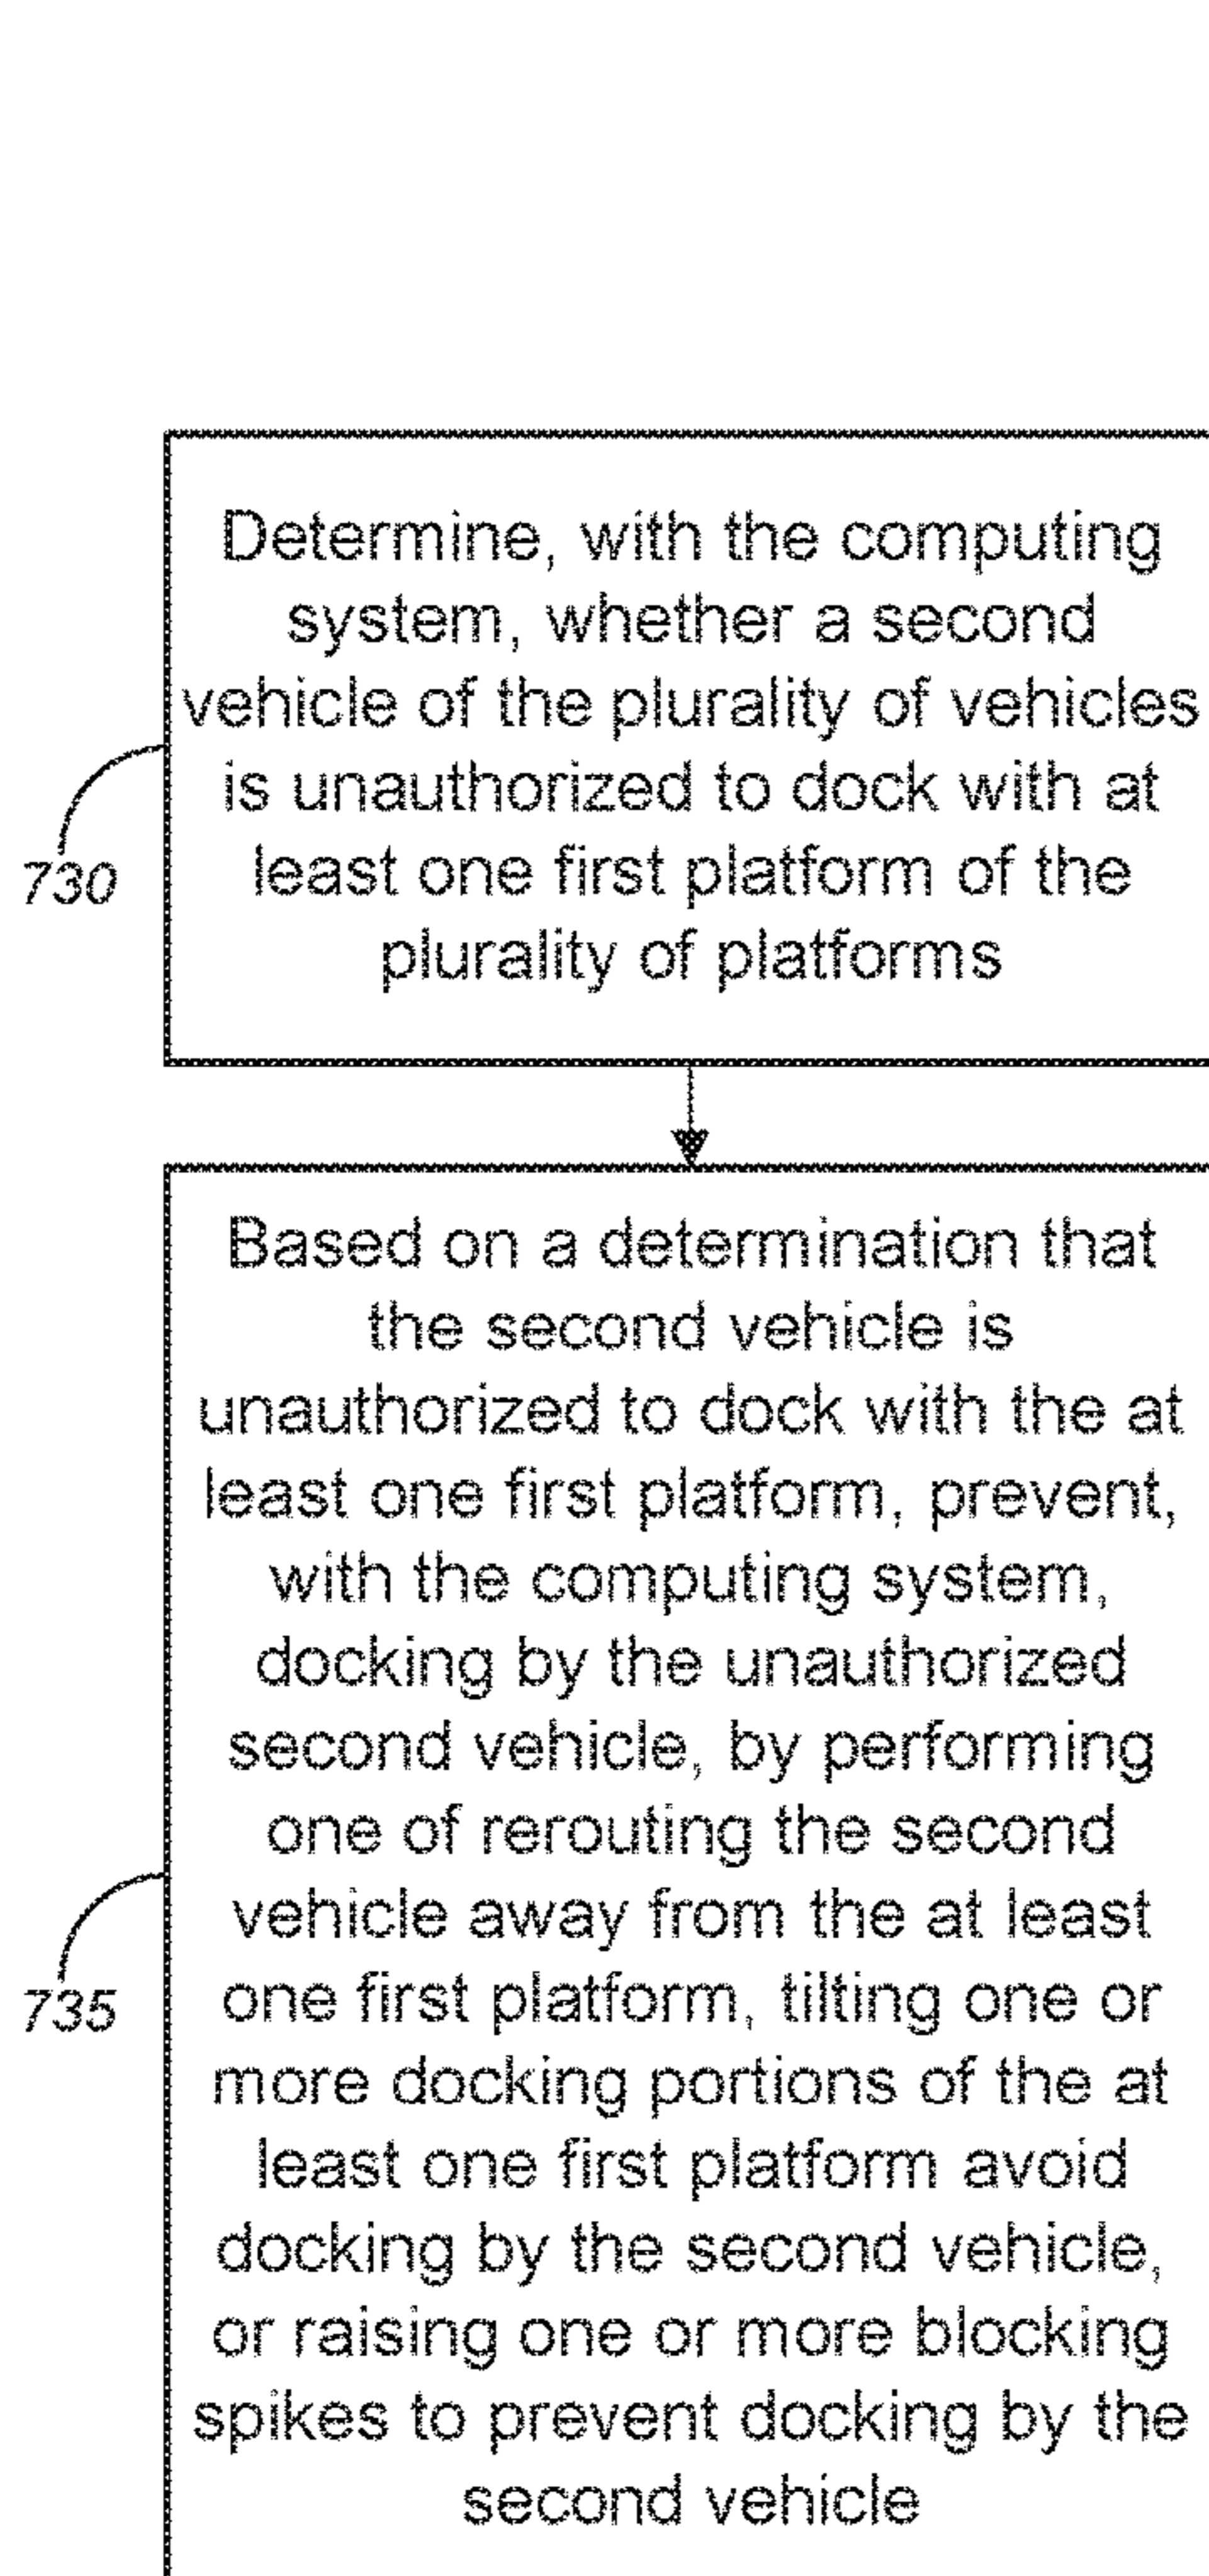 Determine, with the computing
system, whether a second
vehicle of the plurality of vehicles
is unauthorized to dock with at
least one first platform of the
plurality of platforms
730
Based on a determination that
the second vehicle is
unauthorized to dock with the at
least one first platform, prevent,
with the computing system,
docking by the unauthorized
second vehicle, by performing
one of rerouting the second
vehicle away from the at least
one first platform, tilting one or
more docking portions of the at
least one first platform avoid
docking by the second vehicle,
or raising one or more blocking
spikes to prevent docking by the
second vehicle
735